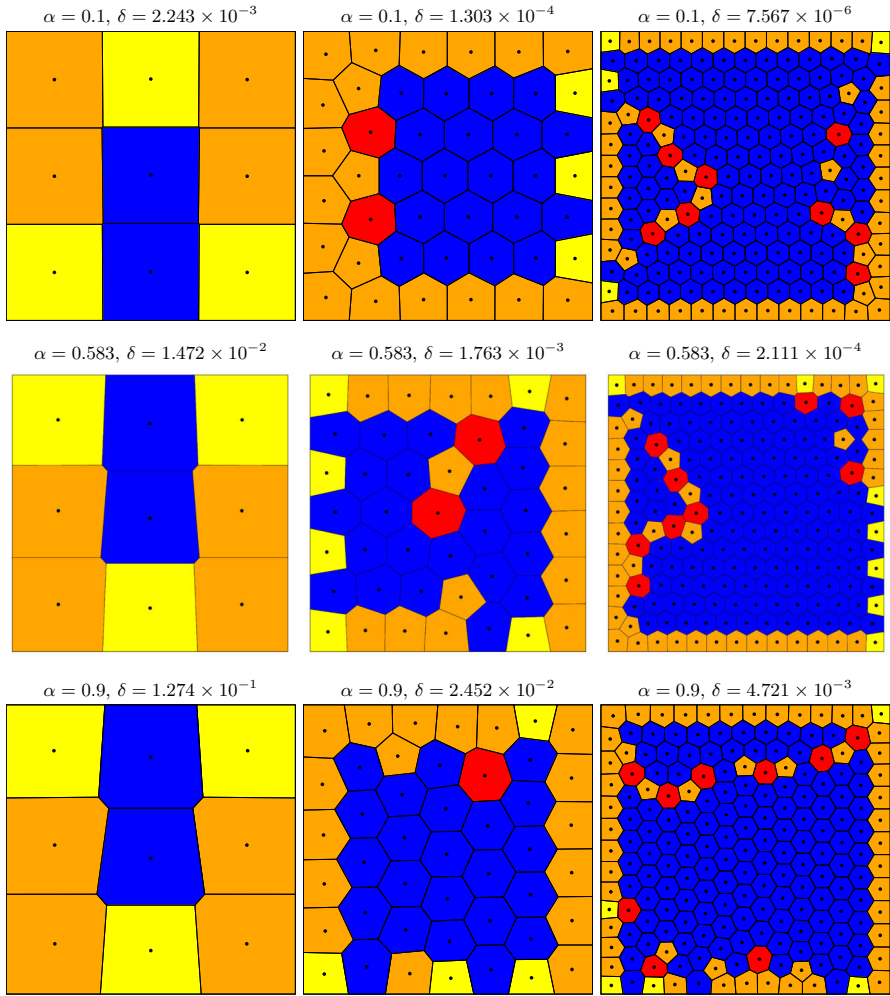 α = 0.1, δ = 2.243 × 10⁻³
α = 0.1, δ = 1.303 × 10⁻⁴
α = 0.1, δ = 7.567 × 10⁻⁶
α = 0.583, δ = 1.472 × 10⁻²
α = 0.583, δ = 1.763 × 10⁻³
α = 0.583, δ = 2.111 × 10⁻⁴
α = 0.9, δ = 1.274 × 10⁻¹
α = 0.9, δ = 2.452 × 10⁻²
α = 0.9, δ = 4.721 × 10⁻³